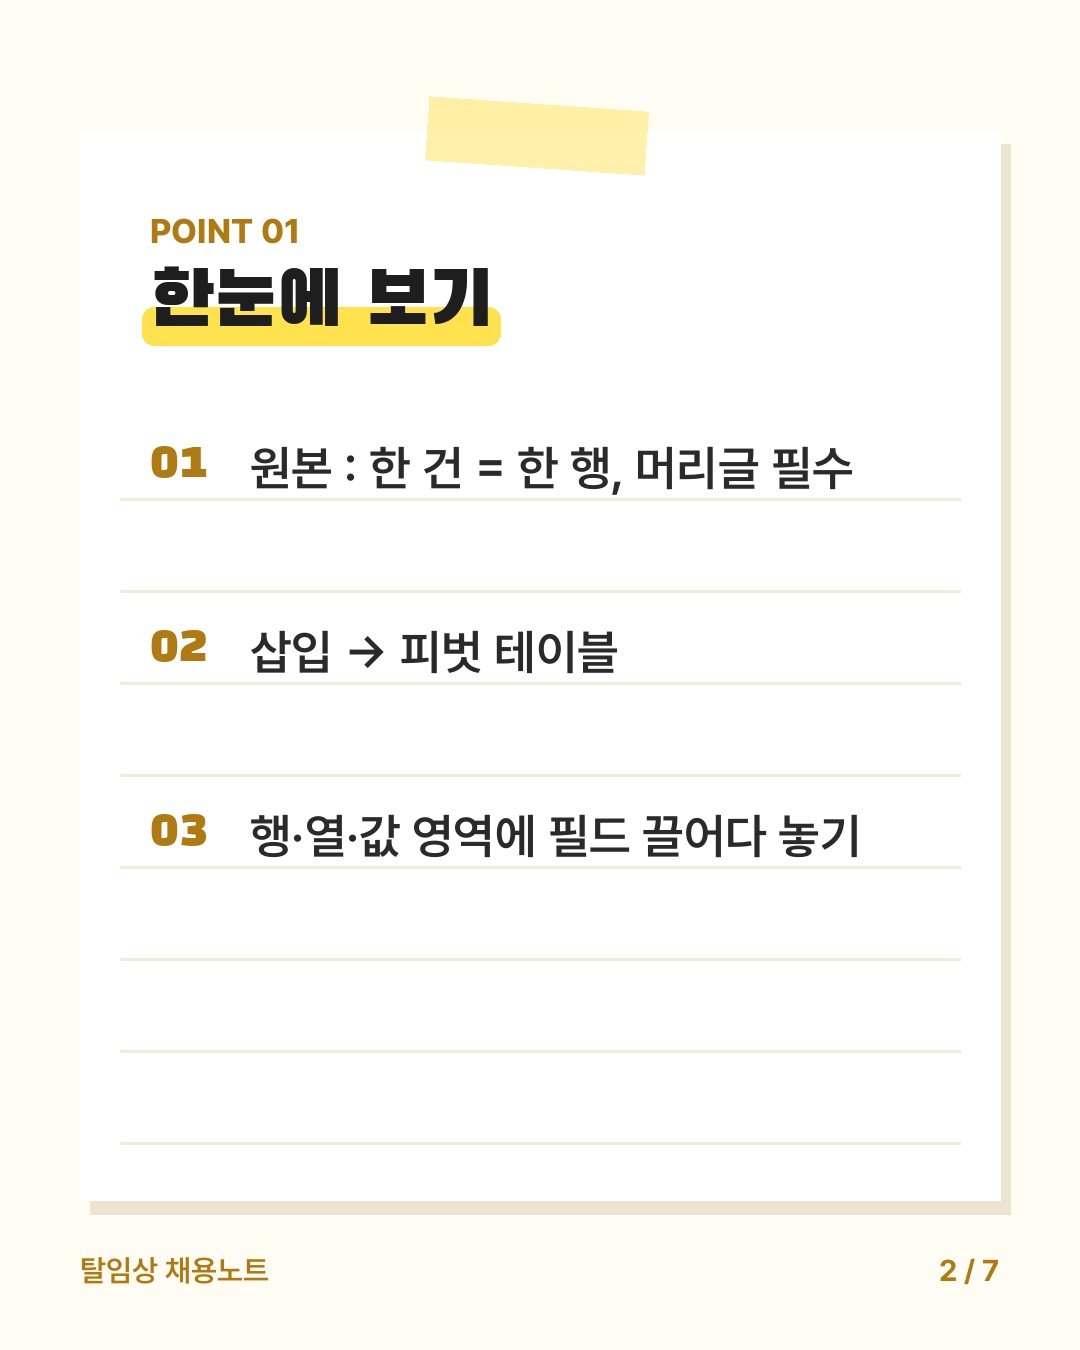 POINT 01
한눈에 보기
01 원본 : 한 건 = 한 행, 머리글 필수
02 삽입 → 피벗 테이블
03 행·열·값 영역에 필드 끌어다 놓기
탈임상 채용노트
2 / 7